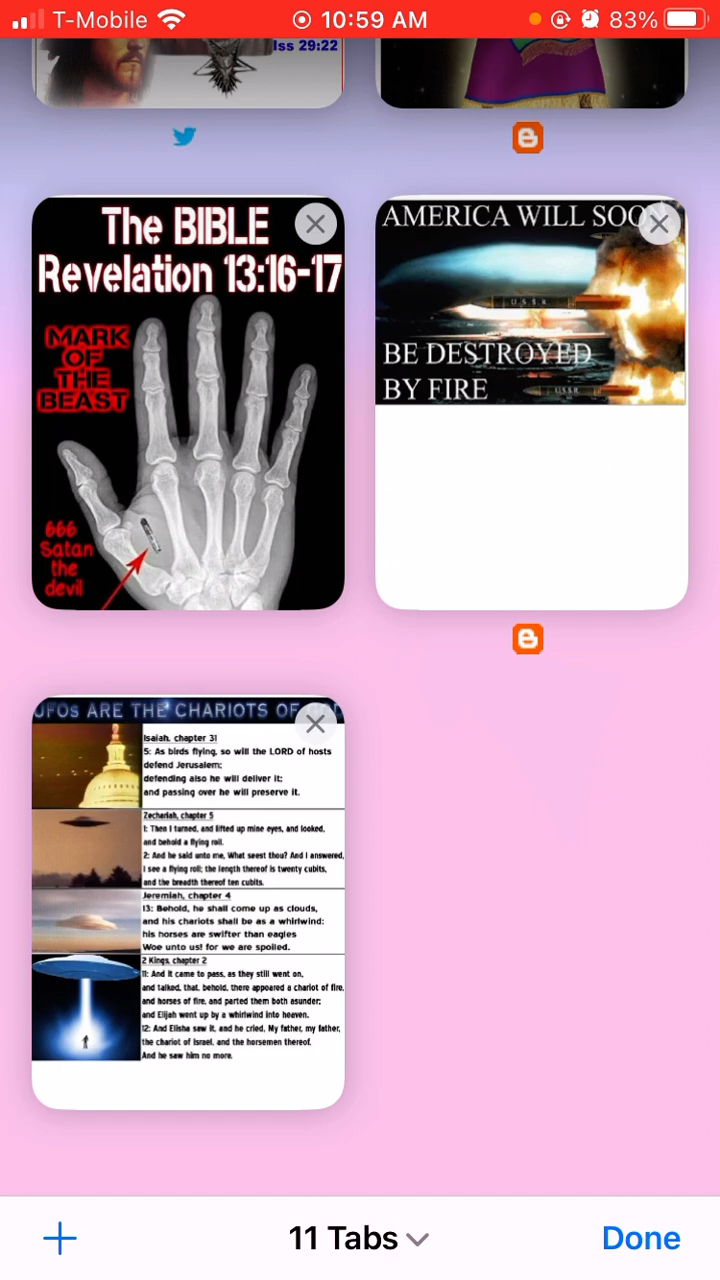 T-Mobile
10:59 AM
83%
Iss 29:22
The BIBLE
Revelation 13:16-17
MARK
OF
THE
BEAST
666
Satan
the
devil
AMERICA WILL SOO
U S S R
BE DESTROYED
BY FIRE
U S S R
UFOs ARE THE CHARIOTS OF
Isaiah, chapter 31
5: As birds flying, so will the LORD of hosts
defend Jerusalem;
defending also he will deliver it;
and passing over he will preserve it.
Zechariah, chapter 5
1: Then I turned, and lifted up mine eyes, and looked,
and behold a flying roll.
2: And he said unto me, What seest thou? And I answered,
I see a flying roll; the length thereof is twenty cubits,
and the breadth thereof ten cubits.
Jeremiah, chapter 4
13: Behold, he shall come up as clouds,
and his chariots shall be as a whirlwind:
his horses are swifter than eagles
Woe unto us! for we are spoiled.
2 Kings, chapter 2
11: And it came to pass, as they still went on,
and talked, that, behold, there appeared a chariot of fire,
and horses of fire, and parted them both asunder;
and Elijah went up by a whirlwind into heaven.
12: And Elisha saw it, and he cried, My father, my father,
the chariot of Israel, and the horsemen thereof.
And he saw him no more.
11 Tabs
Done